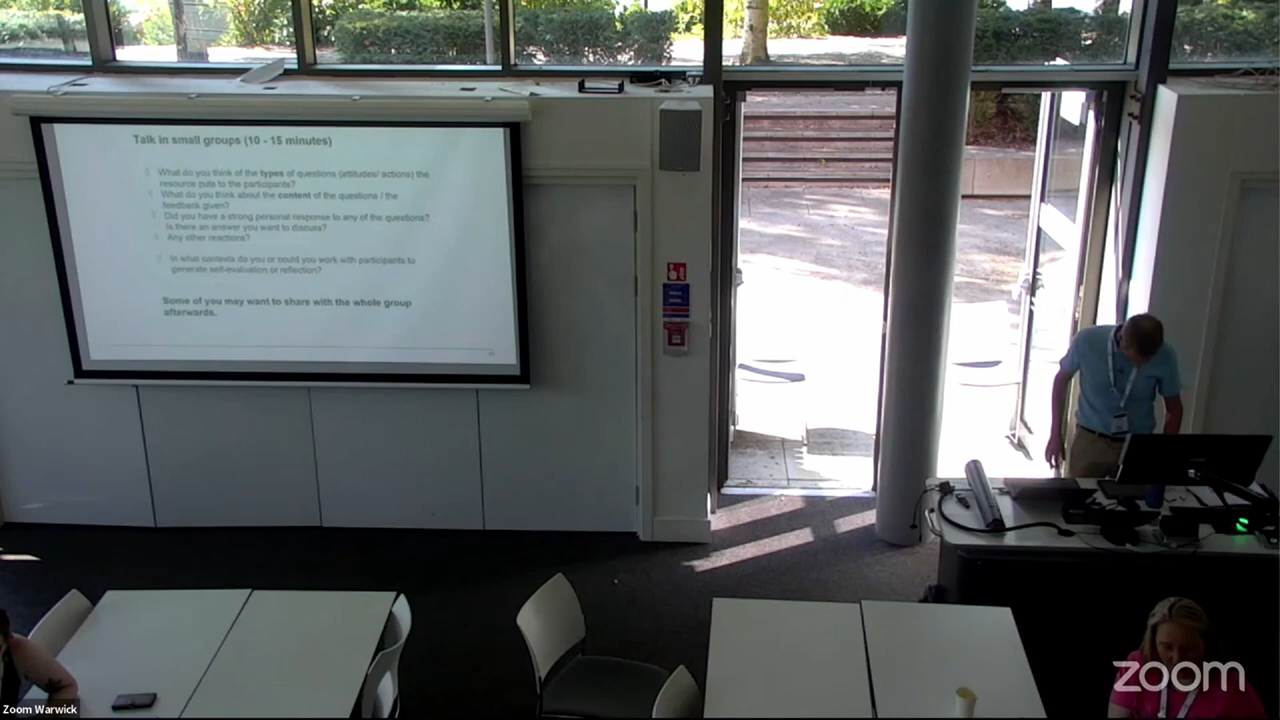 Talk in small groups (10 - 15 minutes)
What do you think of the types of questions (attitudes/ actions) the
resource puts to the participants?
What do you think about the content of the questions / the
feedback given?
Did you have a strong personal response to any of the questions?
Is there an answer you want to discuss?
Any other reactions?
In what contexts do you or could you work with participants to
generate self-evaluation or reflection?
Some of you may want to share with the whole group
afterwards.
zoom
Zoom Warwick